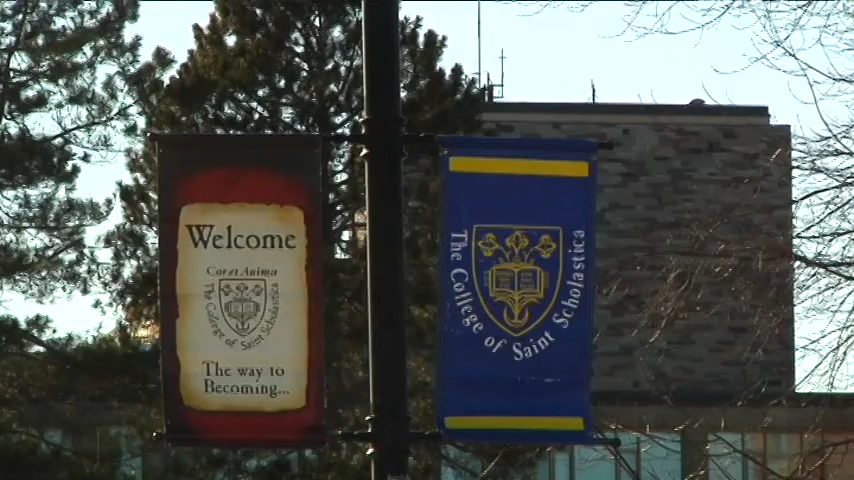 Welcome
Cor et Anima
The College of Saint Scholastica
The way to
Becoming...
The College of Saint Scholastica